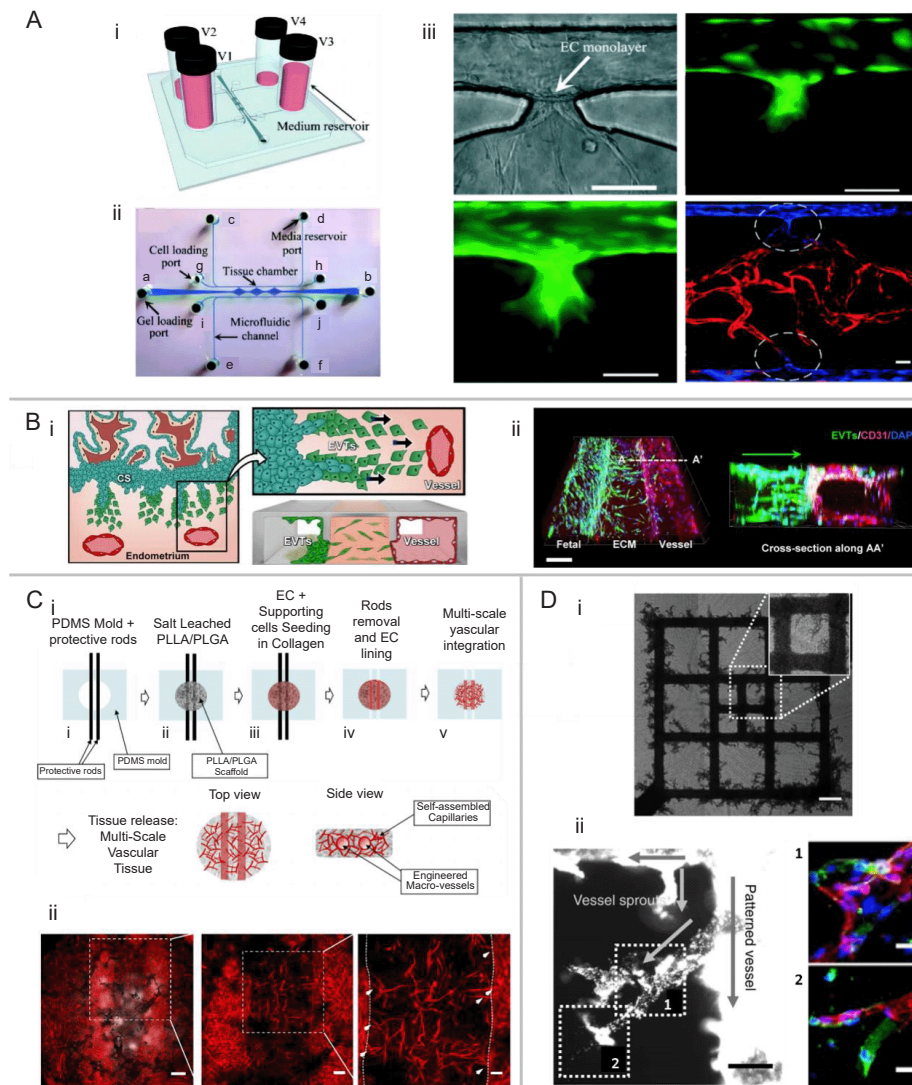 A
i
V2
V4
V1
V3
Medium reservoir
ii
c
d
Media reservoir
port
Cell loading
port
g
Tissue chamber
h
a
b
i
j
Gel loading
port
Microfluidic
channel
e
f
iii
EC monolayer
B
i
CS
Endometrium
EVTs
Vessel
EVTs
Vessel
ii
EVTs/CD31/DAP
A
A'
Fetal
ECM
Vessel
Cross-section along AA'
C
i
PDMS Mold +
protective rods
Salt Leached
PLLA/PLGA
EC +
Supporting
cells Seeding
in Collagen
Rods
removal
and EC
lining
Multi-scale
yascular
integration
i
ii
iii
iv
v
Protective rods
PDMS mold
PLLA/PLGA
Scaffold
Tissue release:
Multi-Scale
Vascular
Tissue
Top view
Side view
Self-assembled
Capillaries
Engineered
Macro-vessels
ii
D
i
ii
Vessel sprouts
Patterned vessel
1
2
1
2